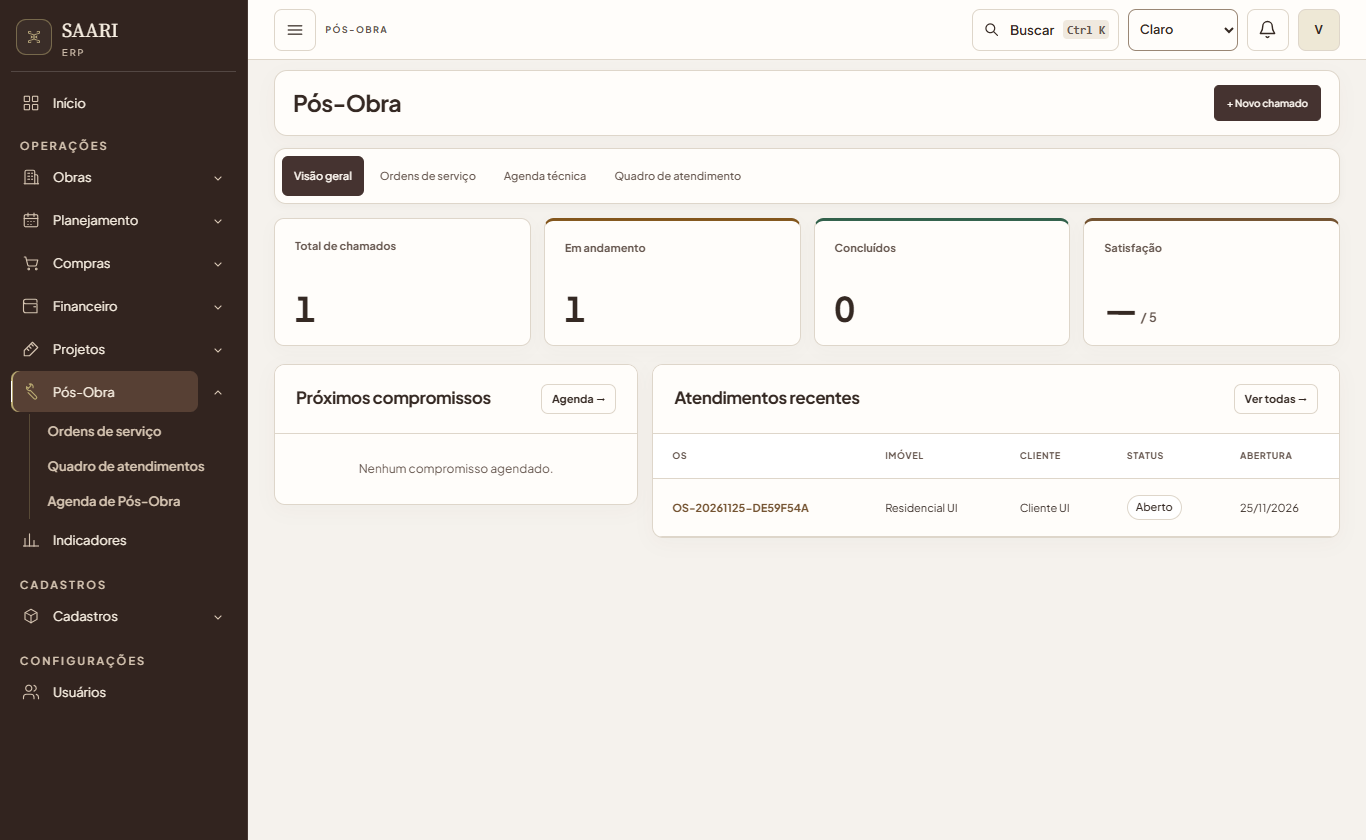 SAARI
ERP
Início
OPERAÇÕES
Obras
Planejamento
Compras
Financeiro
Projetos
Pós-Obra
Ordens de serviço
Quadro de atendimentos
Agenda de Pós-Obra
Indicadores
CADASTROS
Cadastros
CONFIGURAÇÕES
Usuários
PÓS-OBRA
Buscar Ctrl K
Claro
V
Pós-Obra
+ Novo chamado
Visão geral Ordens de serviço Agenda técnica Quadro de atendimento
Total de chamados
1
Em andamento
1
Concluídos
0
Satisfação
— / 5
Próximos compromissos
Agenda →
Nenhum compromisso agendado.
Atendimentos recentes
Ver todas →
OS IMÓVEL CLIENTE STATUS ABERTURA
OS-20261125-DE59F54A Residencial UI Cliente UI Aberto 25/11/2026